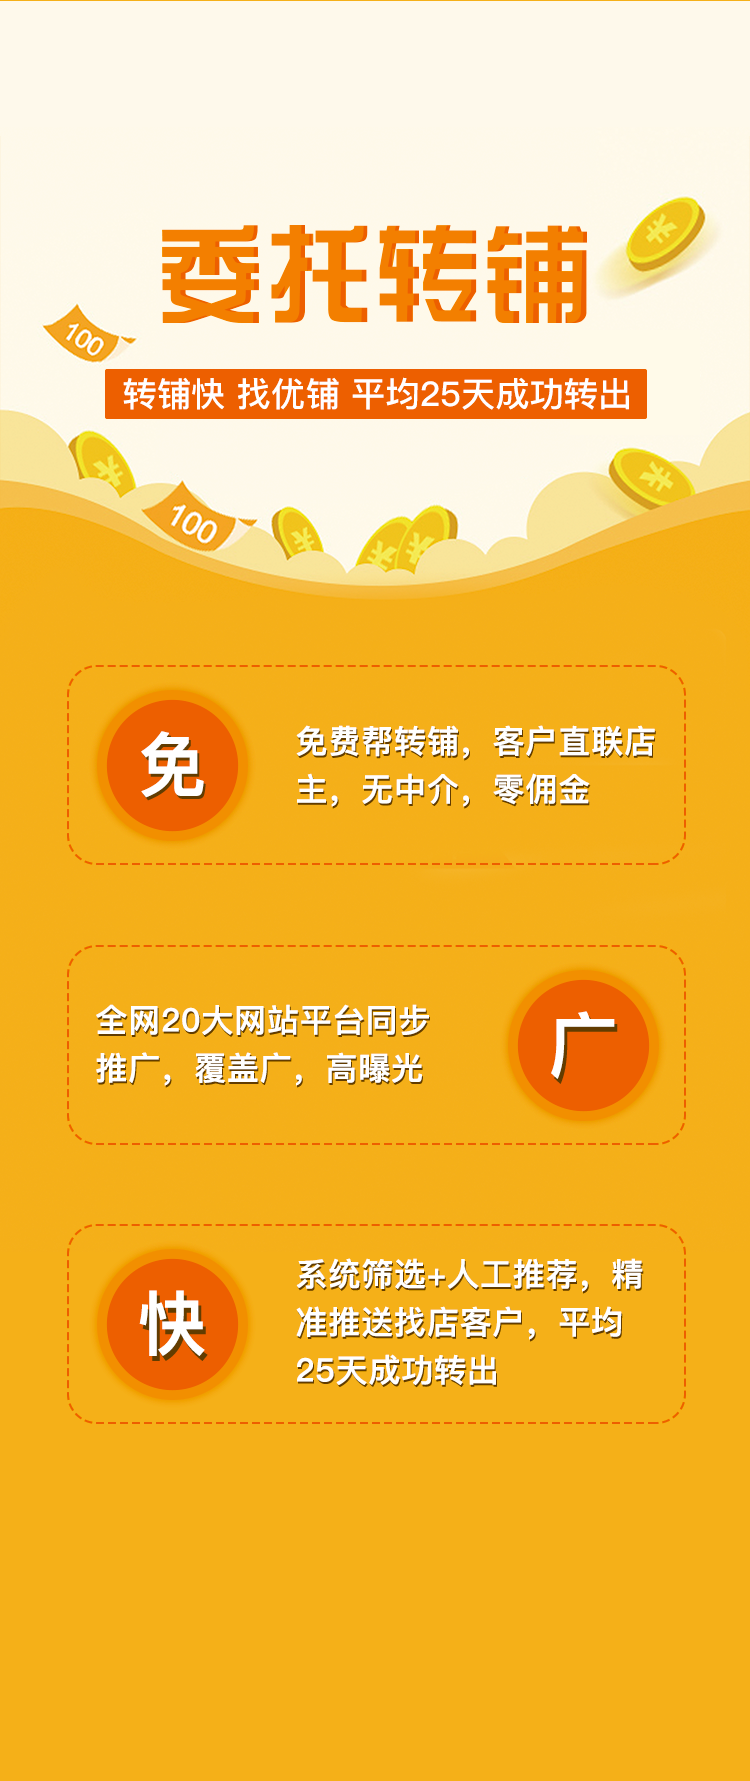 委托转铺
100
转铺快 找优铺 平均25天成功转出
100
免
免费帮转铺，客户直联店
主，无中介，零佣金
全网20大网站平台同步
推广，覆盖广，高曝光
广
快
系统筛选+人工推荐，精
准推送找店客户，平均
25天成功转出